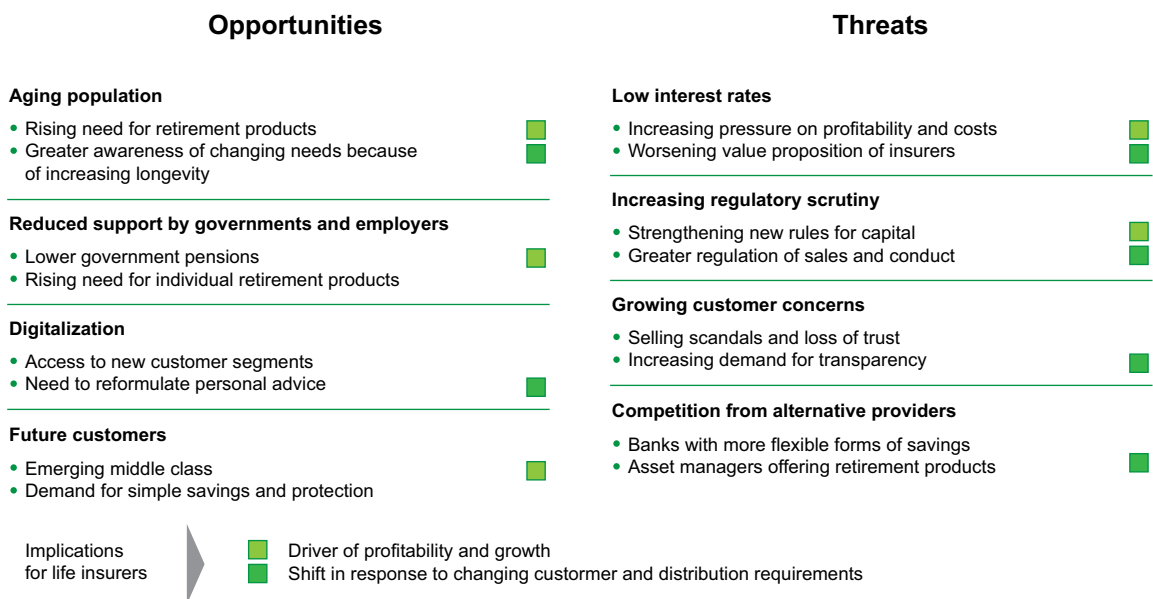 Opportunities
Aging population
• Rising need for retirement products
• Greater awareness of changing needs because
of increasing longevity
Reduced support by governments and employers
• Lower government pensions
• Rising need for individual retirement products
Digitalization
• Access to new customer segments
• Need to reformulate personal advice
Future customers
• Emerging middle class
• Demand for simple savings and protection
Threats
Low interest rates
• Increasing pressure on profitability and costs
• Worsening value proposition of insurers
Increasing regulatory scrutiny
• Strengthening new rules for capital
• Greater regulation of sales and conduct
Growing customer concerns
• Selling scandals and loss of trust
• Increasing demand for transparency
Competition from alternative providers
• Banks with more flexible forms of savings
• Asset managers offering retirement products
Implications
for life insurers
Driver of profitability and growth
Shift in response to changing custormer and distribution requirements